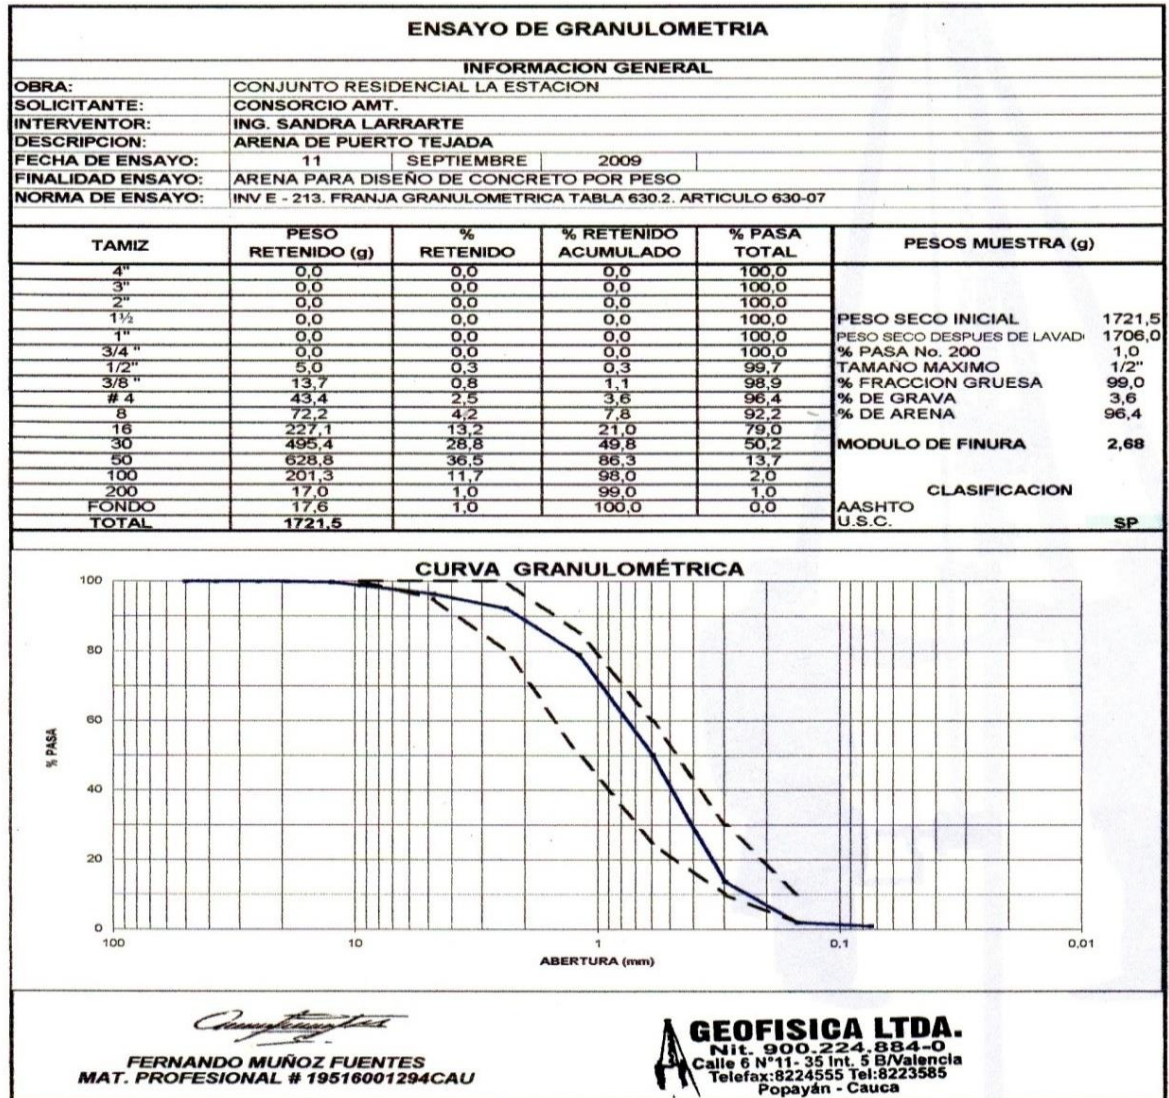 ENSAYO DE GRANULOMETRIA
INFORMACION GENERAL
OBRA: CONJUNTO RESIDENCIAL LA ESTACION
SOLICITANTE: CONSORCIO AMT.
INTERVENTOR: ING. SANDRA LARRARTE
DESCRIPCION: ARENA DE PUERTO TEJADA
FECHA DE ENSAYO: 11 SEPTIEMBRE 2009
FINALIDAD ENSAYO: ARENA PARA DISEÑO DE CONCRETO POR PESO
NORMA DE ENSAYO: INV E - 213. FRANJA GRANULOMETRICA TABLA 630.2. ARTICULO 630-07
TAMIZ PESO RETENIDO (g) % RETENIDO % RETENIDO ACUMULADO % PASA TOTAL PESOS MUESTRA (g)
4" 0,0 0,0 0,0 100,0
3" 0,0 0,0 0,0 100,0
2" 0,0 0,0 0,0 100,0
1½ 0,0 0,0 0,0 100,0 PESO SECO INICIAL 1721,5
1" 0,0 0,0 0,0 100,0 PESO SECO DESPUES DE LAVAD 1706,0
3/4 " 0,0 0,0 0,0 100,0 % PASA No. 200 1,0
1/2" 5,0 0,3 0,3 99,7 TAMAÑO MAXIMO 1/2"
3/8 " 13,7 0,8 1,1 98,9 % FRACCION GRUESA 99,0
# 4 43,4 2,5 3,6 96,4 % DE GRAVA 3,6
8 72,2 4,2 7,8 92,2 % DE ARENA 96,4
16 227,1 13,2 21,0 79,0
30 495,4 28,8 49,8 50,2 MODULO DE FINURA 2,68
50 628,8 36,5 86,3 13,7
100 201,3 11,7 98,0 2,0
200 17,0 1,0 99,0 1,0 CLASIFICACION
FONDO 17,6 1,0 100,0 0,0 AASHTO
TOTAL 1721,5 U.S.C. SP
CURVA GRANULOMÉTRICA
100
80
60
40
20
0
% PASA
100 10 1 0,1 0,01
ABERTURA (mm)
FERNANDO MUÑOZ FUENTES
MAT. PROFESIONAL # 19516001294CAU
GEOFISICA LTDA.
Nit. 900.224.884-0
Calle 6 N°11- 35 Int. 5 B/Valencia
Telefax:8224555 Tel:8223585
Popayán - Cauca